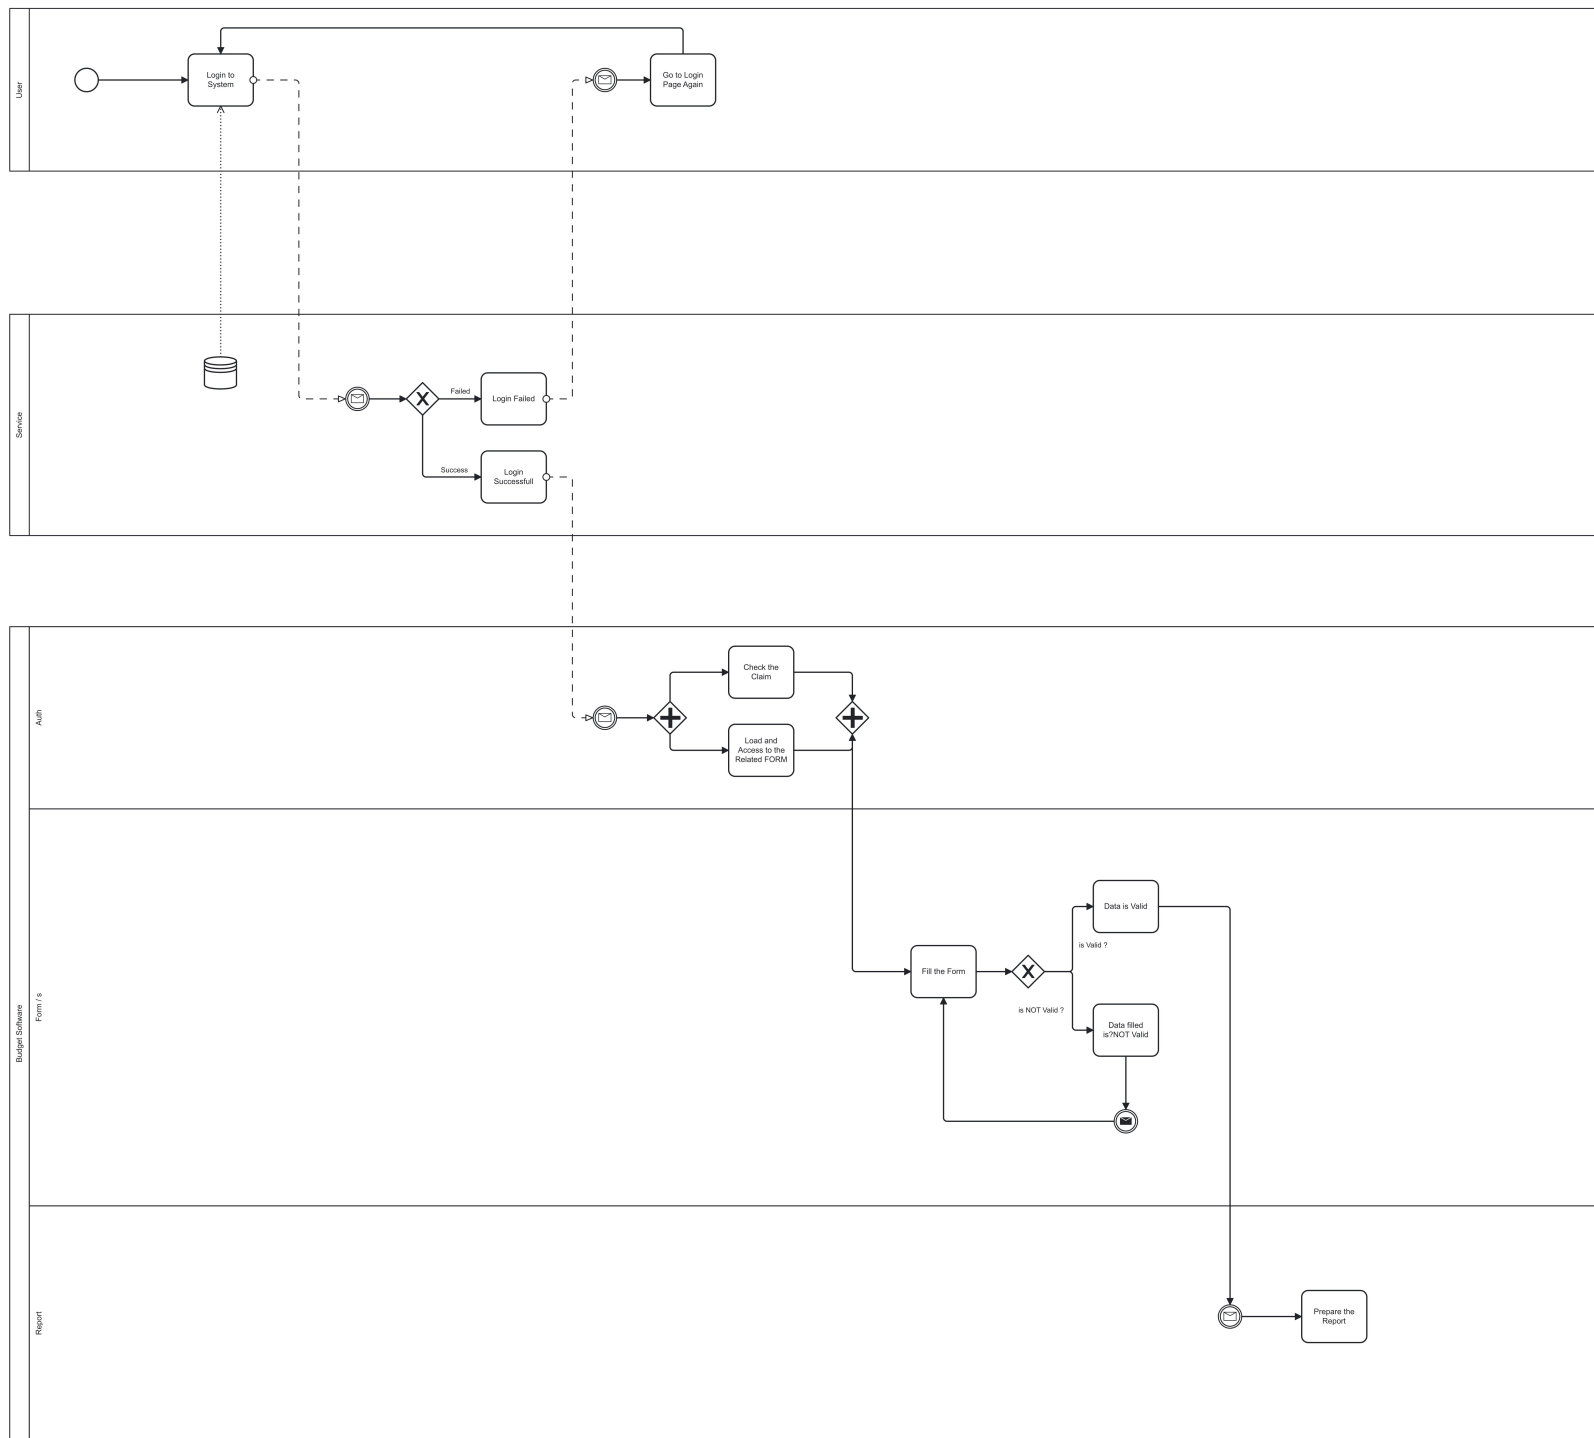 User
Login to
System
Go to Login
Page Again
Service
Failed
Login Failed
Success
Login
Successfull
Budget Software
Auth
Check the
Claim
Load and
Access to the
Related FORM
Form / s
Data is Valid
is Valid ?
Fill the Form
is NOT Valid ?
Data filled
is?NOT Valid
Report
Prepare the
Report